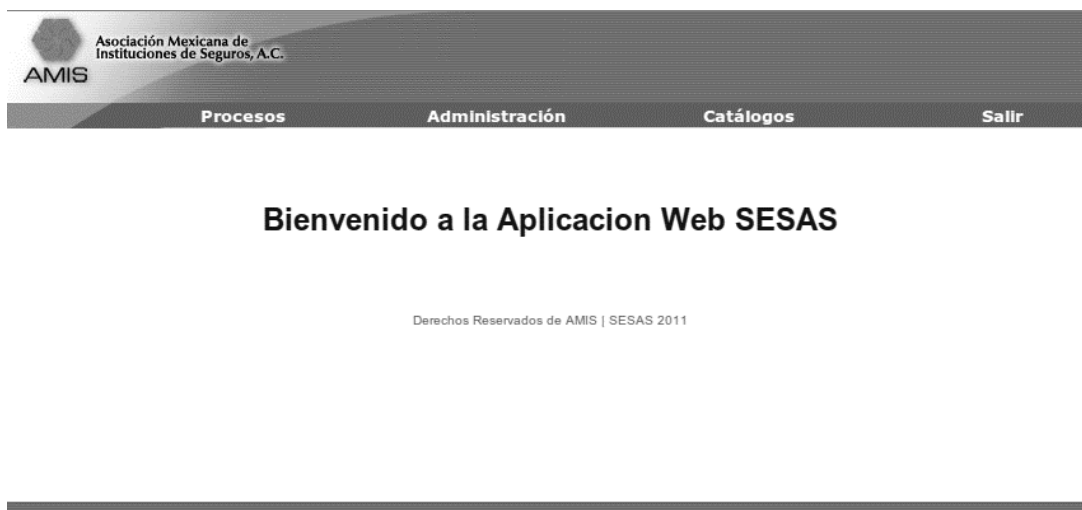 Asociación Mexicana de
Instituciones de Seguros, A.C.
AMIS
Procesos Administración Catálogos Salir
Bienvenido a la Aplicacion Web SESAS
Derechos Reservados de AMIS | SESAS 2011